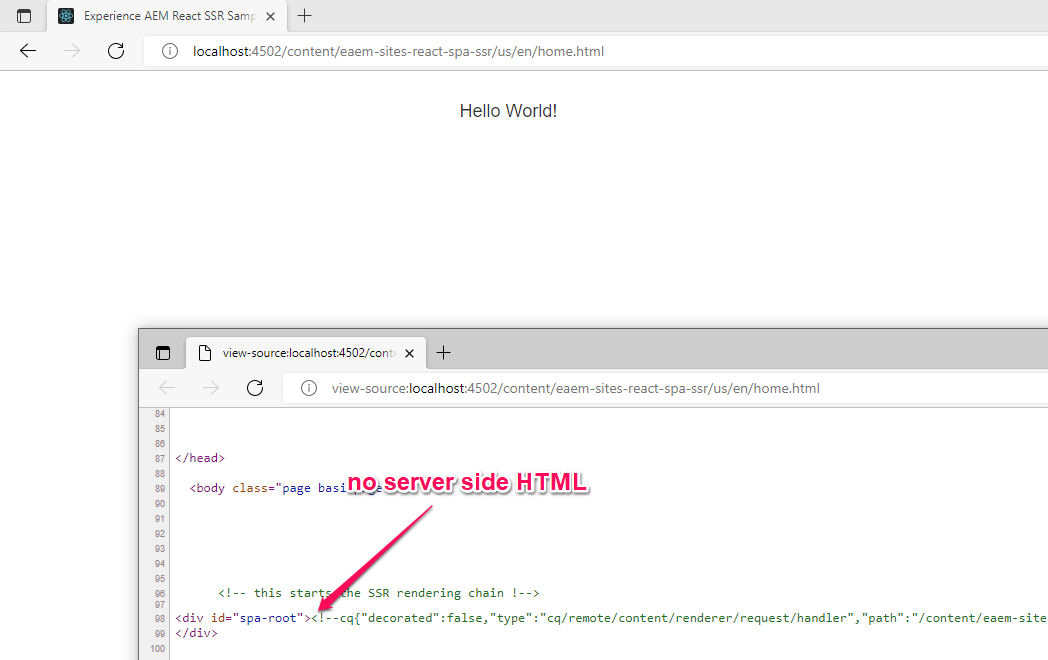 Experience AEM React SSR Samp
localhost:4502/content/eaem-sites-react-spa-ssr/us/en/home.html
Hello World!
view-source:localhost:4502/conte
view-source:localhost:4502/content/eaem-sites-react-spa-ssr/us/en/home.html
84
85
86
87 </head>
88
no server side HTML
89 <body class="page basicpage
90
91
92
93
94
95
96 <!-- this starts the SSR rendering chain !-->
97
98 <div id="spa-root"><!--cq{"decorated":false,"type":"cq/remote/content/renderer/request/handler","path":"/content/eaem-site
99 </div>
100